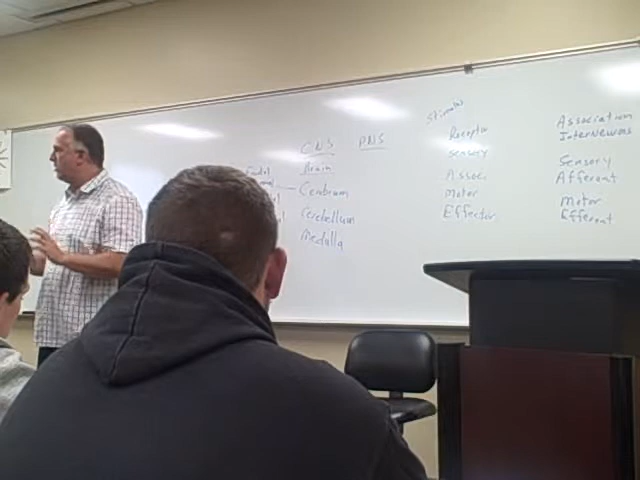 CNS PNS
Brain
Cerebrum
Cerebellum
Medulla
Stimulus
Receptor
Sensory
Assoc.
Motor
Effector
Association
Interneurons
Sensory
Afferent
Motor
Efferent